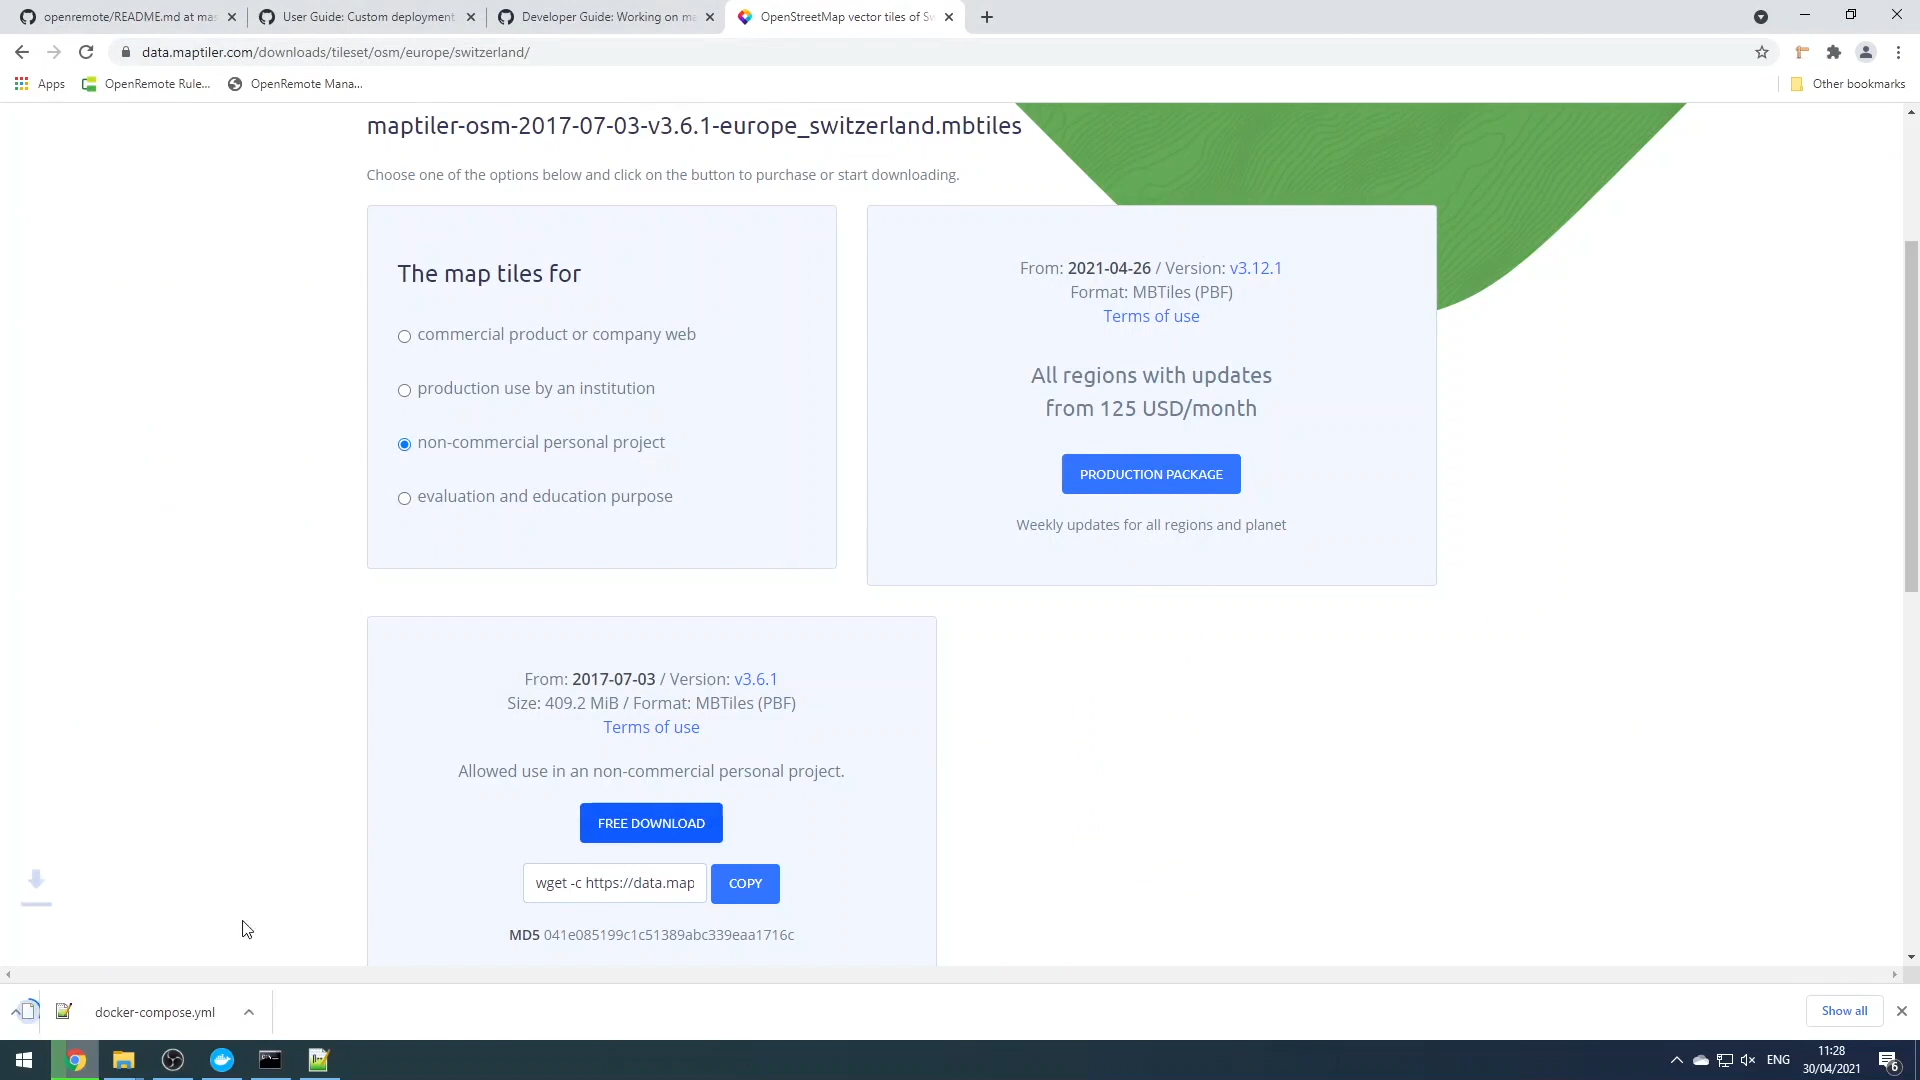 openremote/README.md at mas
User Guide: Custom deployment
Developer Guide: Working on ma
OpenStreetMap vector tiles of Sw
data.maptiler.com/downloads/tileset/osm/europe/switzerland/
Apps
OpenRemote Rule...
OpenRemote Mana...
Other bookmarks
maptiler-osm-2017-07-03-v3.6.1-europe_switzerland.mbtiles
Choose one of the options below and click on the button to purchase or start downloading.
The map tiles for
commercial product or company web
production use by an institution
non-commercial personal project
evaluation and education purpose
From: 2021-04-26 / Version: v3.12.1
Format: MBTiles (PBF)
Terms of use
All regions with updates
from 125 USD/month
PRODUCTION PACKAGE
Weekly updates for all regions and planet
From: 2017-07-03 / Version: v3.6.1
Size: 409.2 MiB / Format: MBTiles (PBF)
Terms of use
Allowed use in an non-commercial personal project.
FREE DOWNLOAD
wget -c https://data.map
COPY
MD5 041e085199c1c51389abc339eaa1716c
docker-compose.yml
Show all
ENG
11:28
30/04/2021
6